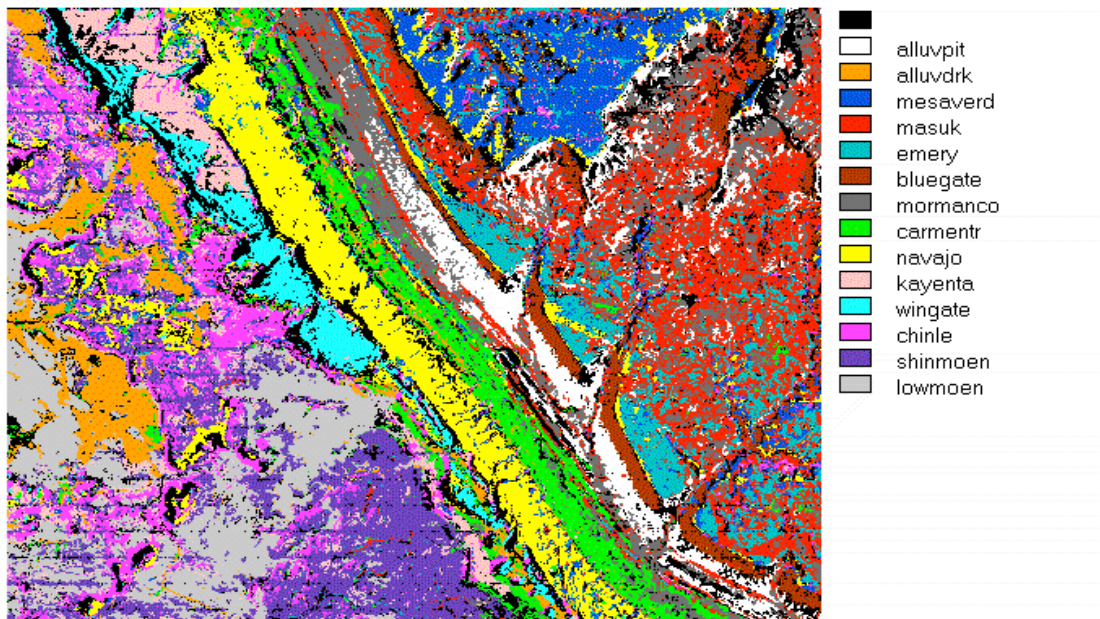 alluvpit
alluvdrk
mesaverd
masuk
emery
bluegate
mormanco
carmentr
navajo
kayenta
wingate
chinle
shinmoen
lowmoen